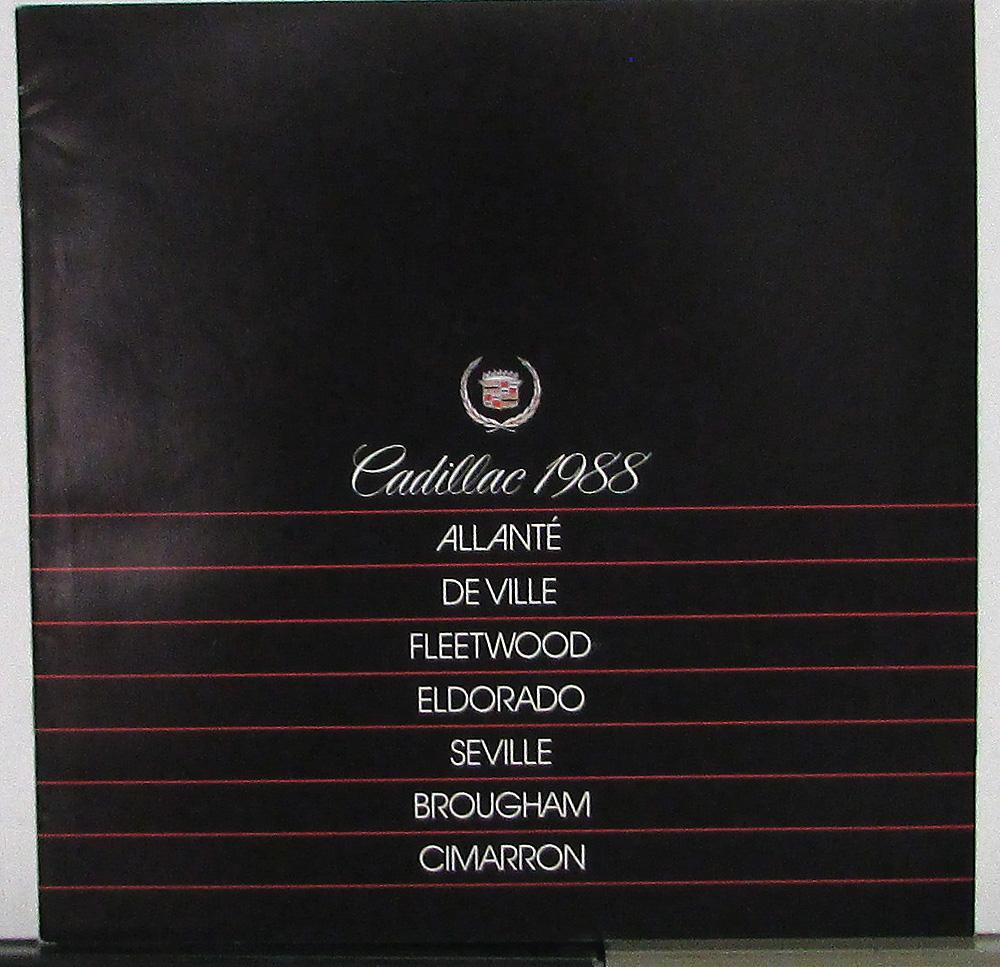 Cadillac 1988
ALLANTÉ
DE VILLE
FLEETWOOD
ELDORADO
SEVILLE
BROUGHAM
CIMARRON